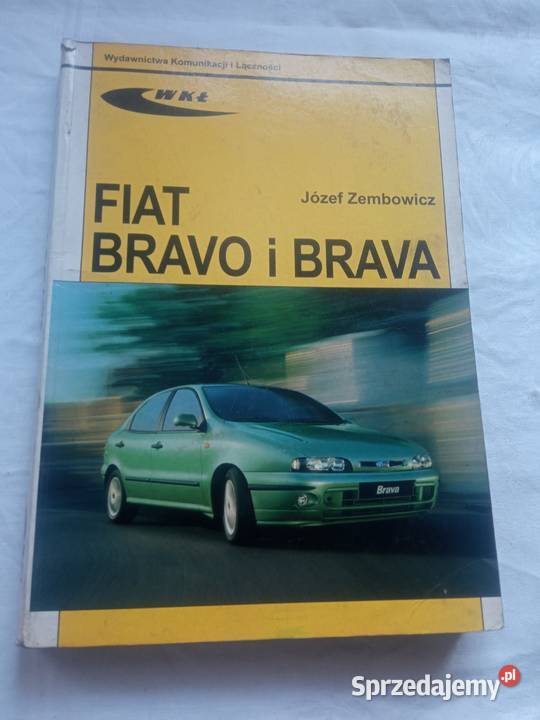 Wydawnictwa Komunikacji i Łączności
WKŁ
Józef Zembowicz
FIAT
BRAVO i BRAVA
Brava
Sprzedajemy.pl